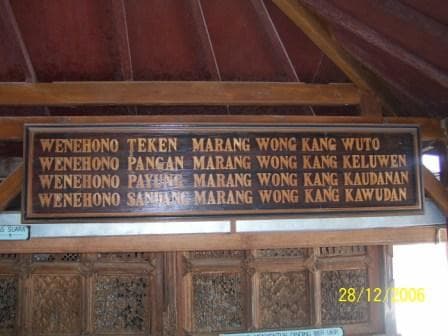 WENEHONO TEKEN MARANG WONG KANG WUTO
WENEHONO PANGAN MARANG WONG KANG KELUWEN
WENEHONO PAYUNG MARANG WONG KANG KAUDANAN
WENEHONO SANDANG MARANG WONG KANG KAWUDAN
SUARA
28/12/2006